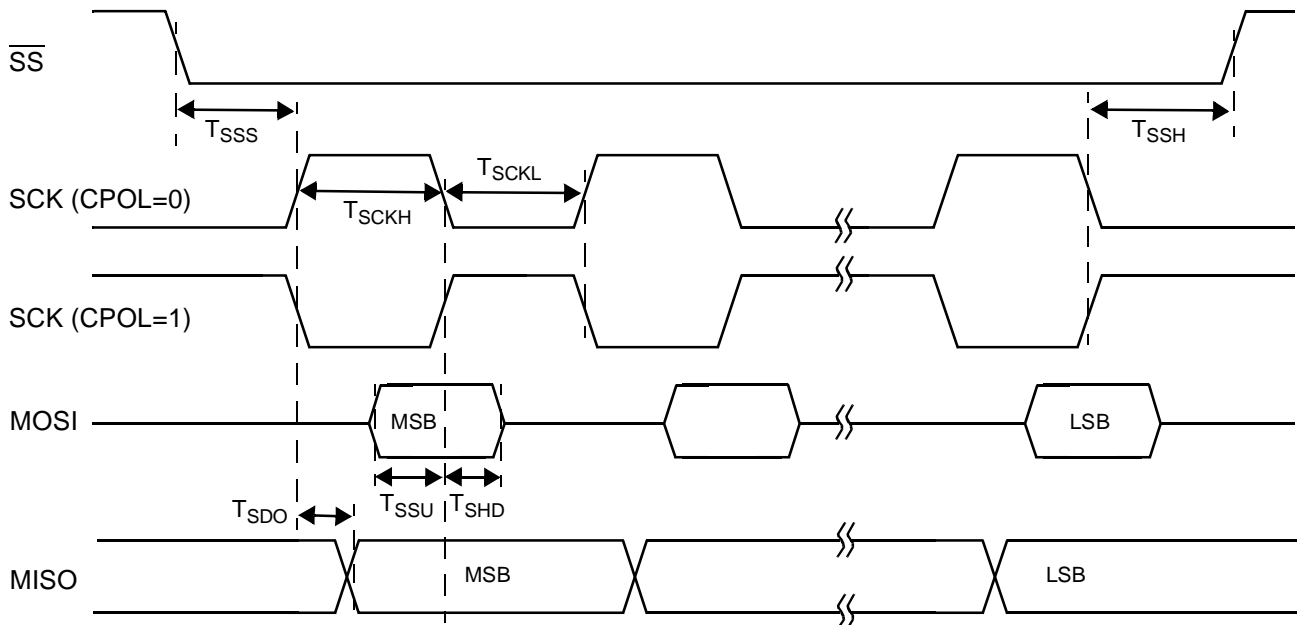 SS
TSSS
TSSH
SCK (CPOL=0)
TSCKH
TSCKL
SCK (CPOL=1)
MOSI
MSB
LSB
TSSU
TSHD
TSDO
MISO
MSB
LSB